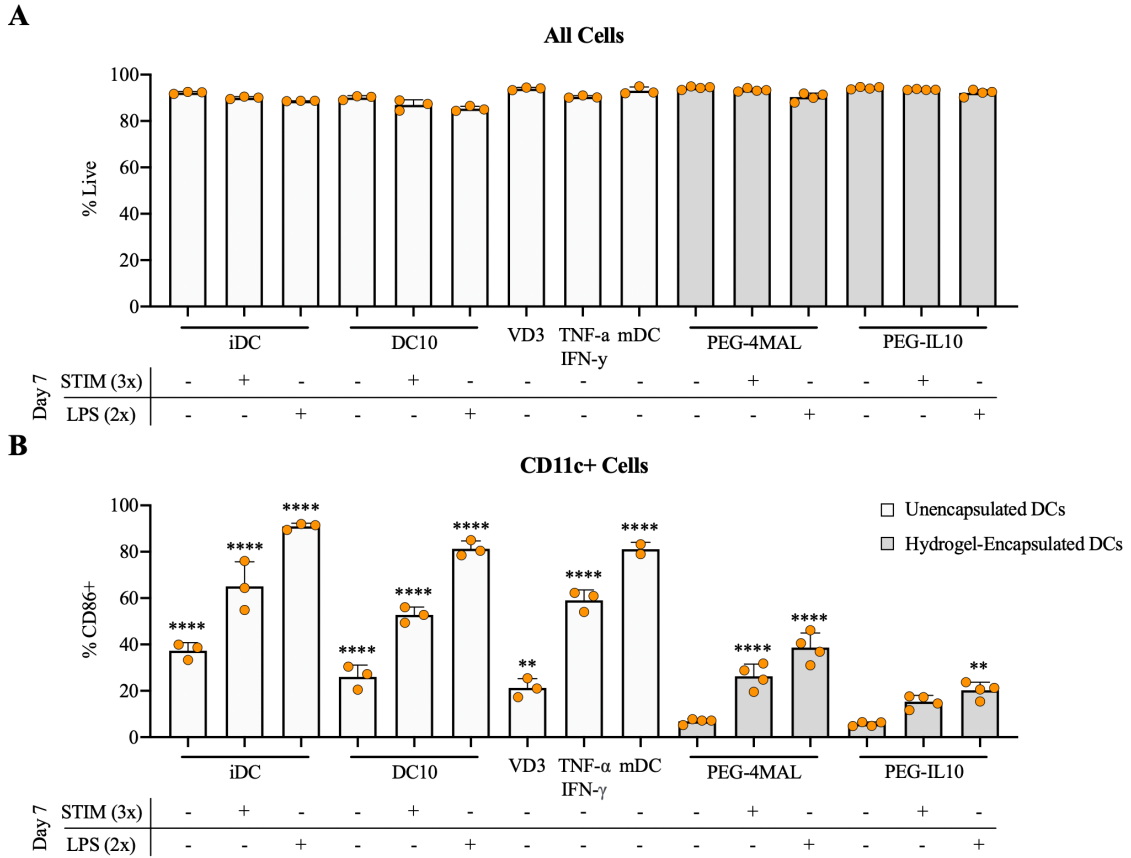 A
All Cells
100
80
60
40
20
0
% Live
iDC DC10 VD3 TNF-a mDC PEG-4MAL PEG-IL10
IFN-y
Day 7
STIM (3x) - + - - + - - - - - + - - + -
LPS (2x) - - + - - + - - - - - + - - +
B
CD11c+ Cells
100
80
60
40
20
0
% CD86+
Unencapsulated DCs
Hydrogel-Encapsulated DCs
**** **** **** **** **** **** ** **** **** **** **** **
iDC DC10 VD3 TNF-α mDC PEG-4MAL PEG-IL10
IFN-γ
Day 7
STIM (3x) - + - - + - - - - - + - - + -
LPS (2x) - - + - - + - - - - - + - - +